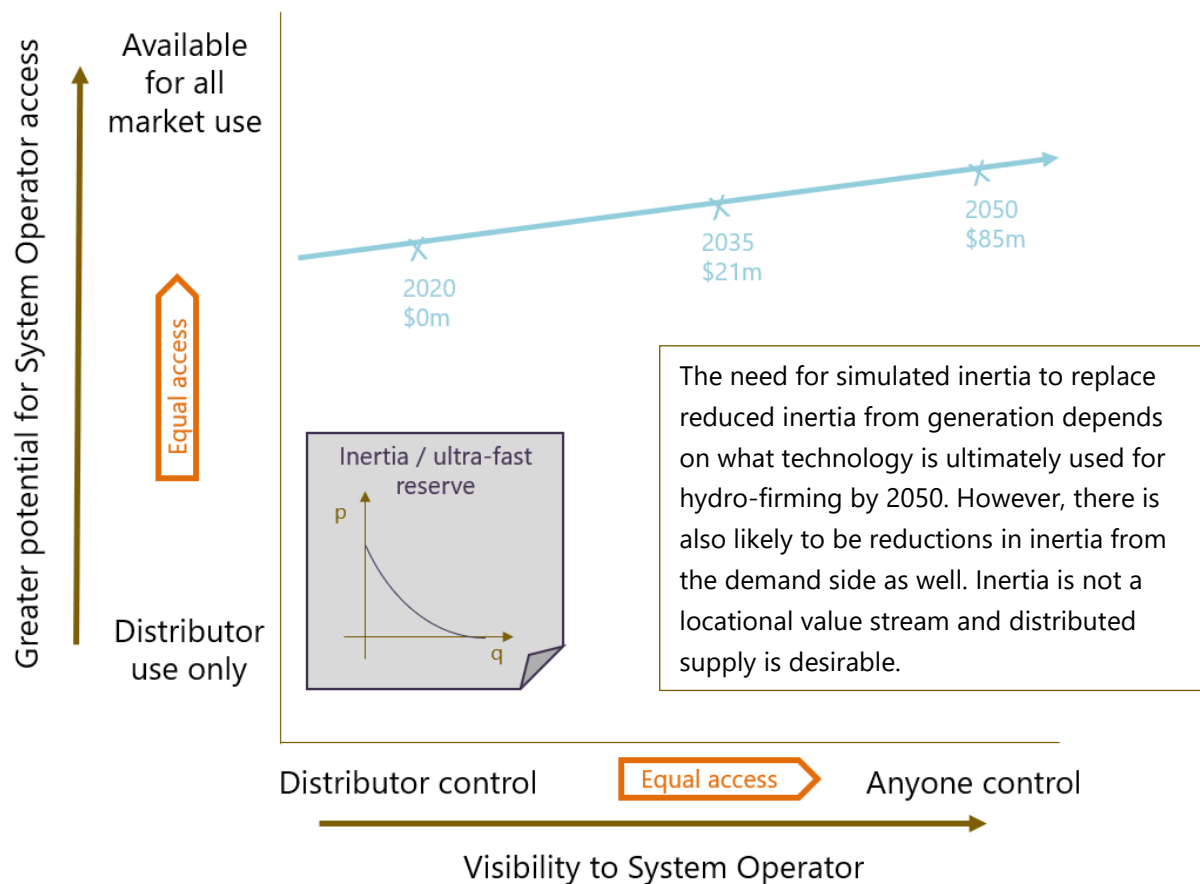 Greater potential for System Operator access
Available
for all
market use
Equal access
Distributor
use only
2020
$0m
2035
$21m
2050
$85m
Inertia / ultra-fast
reserve
p
q
The need for simulated inertia to replace
reduced inertia from generation depends
on what technology is ultimately used for
hydro-firming by 2050. However, there is
also likely to be reductions in inertia from
the demand side as well. Inertia is not a
locational value stream and distributed
supply is desirable.
Distributor control
Equal access
Anyone control
Visibility to System Operator